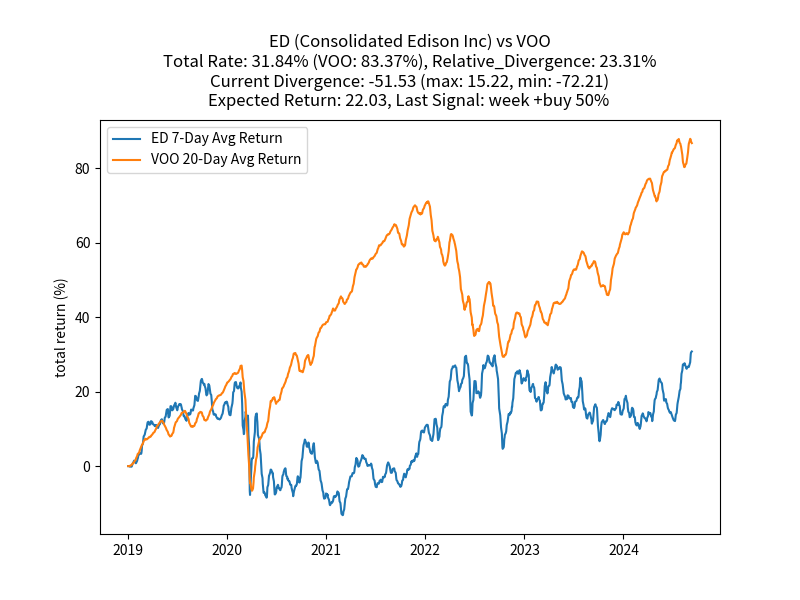 ED (Consolidated Edison Inc) vs VOO
Total Rate: 31.84% (VOO: 83.37%), Relative_Divergence: 23.31%
Current Divergence: -51.53 (max: 15.22, min: -72.21)
Expected Return: 22.03, Last Signal: week +buy 50%
ED 7-Day Avg Return
VOO 20-Day Avg Return
total return (%)
80
60
40
20
0
2019 2020 2021 2022 2023 2024